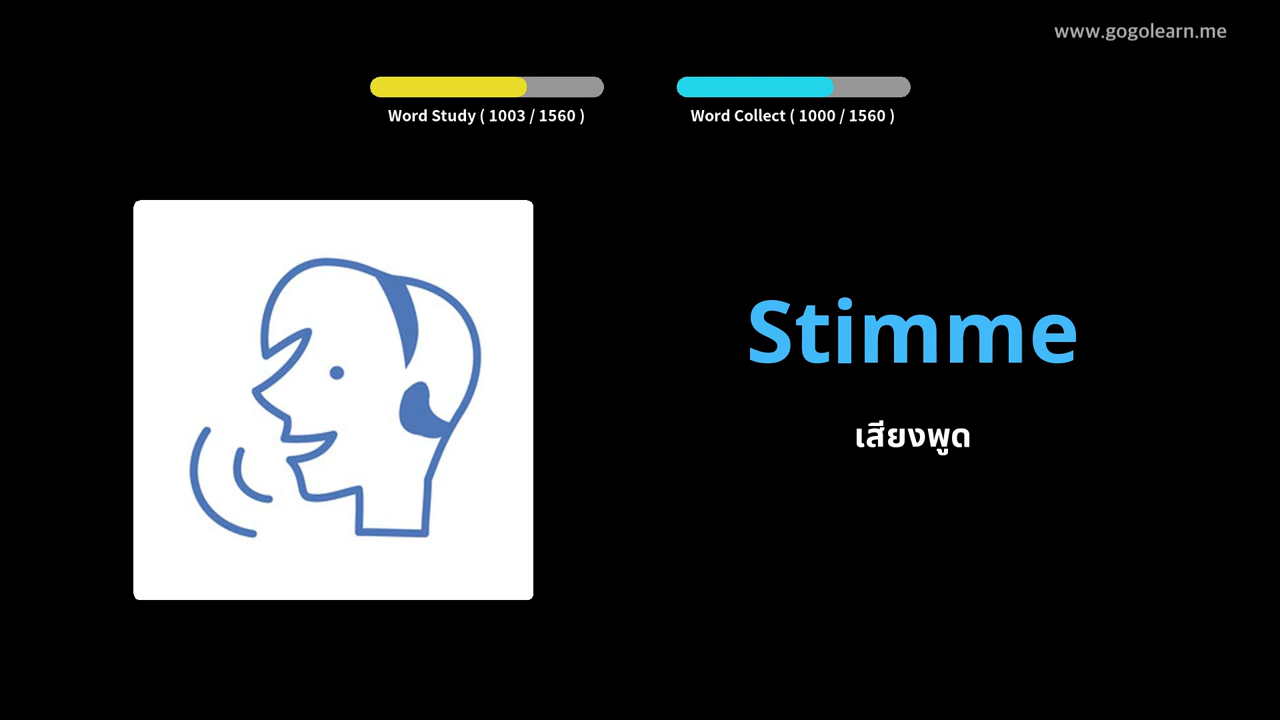 www.gogolearn.me
Word Study ( 1003 / 1560 )
Word Collect ( 1000 / 1560 )
Stimme
เสียงพูด